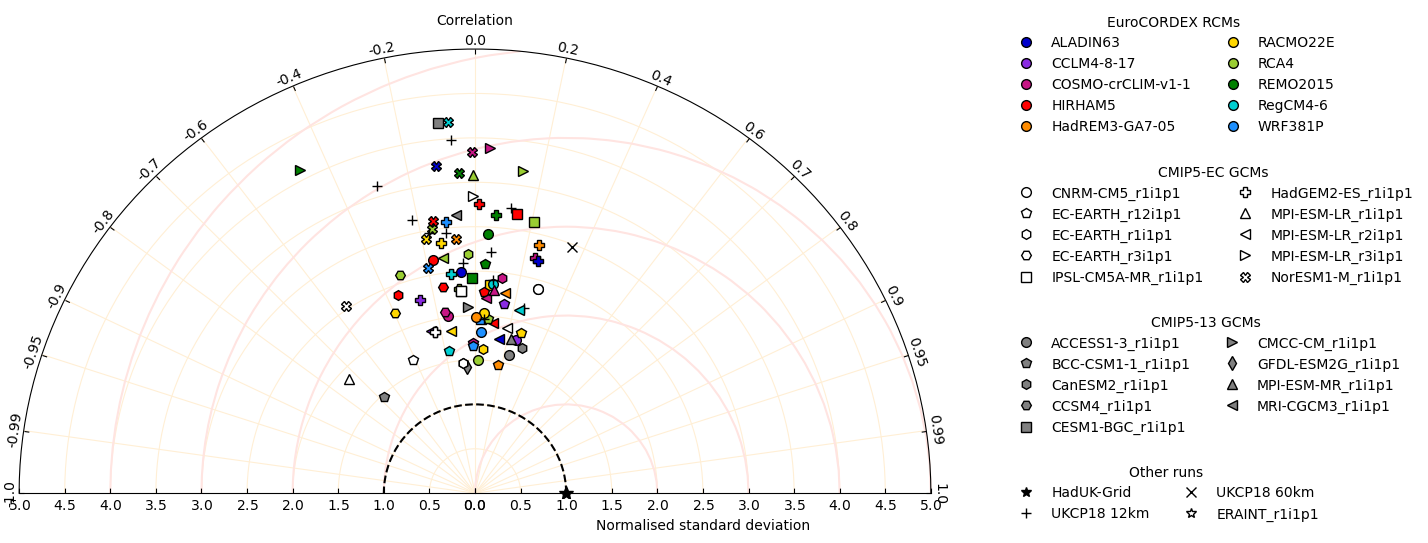 Correlation
-0.99
-0.95
-0.9
-0.8
-0.7
-0.6
-0.4
-0.2
0.0
0.2
0.4
0.6
0.7
0.8
0.9
0.95
0.99
1.0
-1.0
5.0 4.5 4.0 3.5 3.0 2.5 2.0 1.5 1.0 0.5 0.0 0.5 1.0 1.5 2.0 2.5 3.0 3.5 4.0 4.5 5.0
Normalised standard deviation
EuroCORDEX RCMs
ALADIN63 RACMO22E
CCLM4-8-17 RCA4
COSMO-crCLIM-v1-1 REMO2015
HIRHAM5 RegCM4-6
HadREM3-GA7-05 WRF381P
CMIP5-EC GCMs
CNRM-CM5_r1i1p1 HadGEM2-ES_r1i1p1
EC-EARTH_r12i1p1 MPI-ESM-LR_r1i1p1
EC-EARTH_r1i1p1 MPI-ESM-LR_r2i1p1
EC-EARTH_r3i1p1 MPI-ESM-LR_r3i1p1
IPSL-CM5A-MR_r1i1p1 NorESM1-M_r1i1p1
CMIP5-13 GCMs
ACCESS1-3_r1i1p1 CMCC-CM_r1i1p1
BCC-CSM1-1_r1i1p1 GFDL-ESM2G_r1i1p1
CanESM2_r1i1p1 MPI-ESM-MR_r1i1p1
CCSM4_r1i1p1 MRI-CGCM3_r1i1p1
CESM1-BGC_r1i1p1
Other runs
HadUK-Grid UKCP18 60km
UKCP18 12km ERAINT_r1i1p1